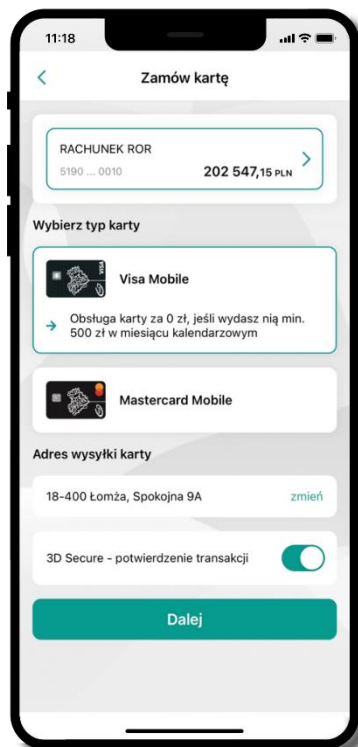 11:18
Zamów kartę
RACHUNEK ROR
5190 ... 0010
202 547,15 PLN
Wybierz typ karty
VISA
Visa Mobile
Obsługa karty za 0 zł, jeśli wydasz nią min.
500 zł w miesiącu kalendarzowym
Mastercard Mobile
Adres wysyłki karty
18-400 Łomża, Spokojna 9A
zmień
3D Secure - potwierdzenie transakcji
Dalej